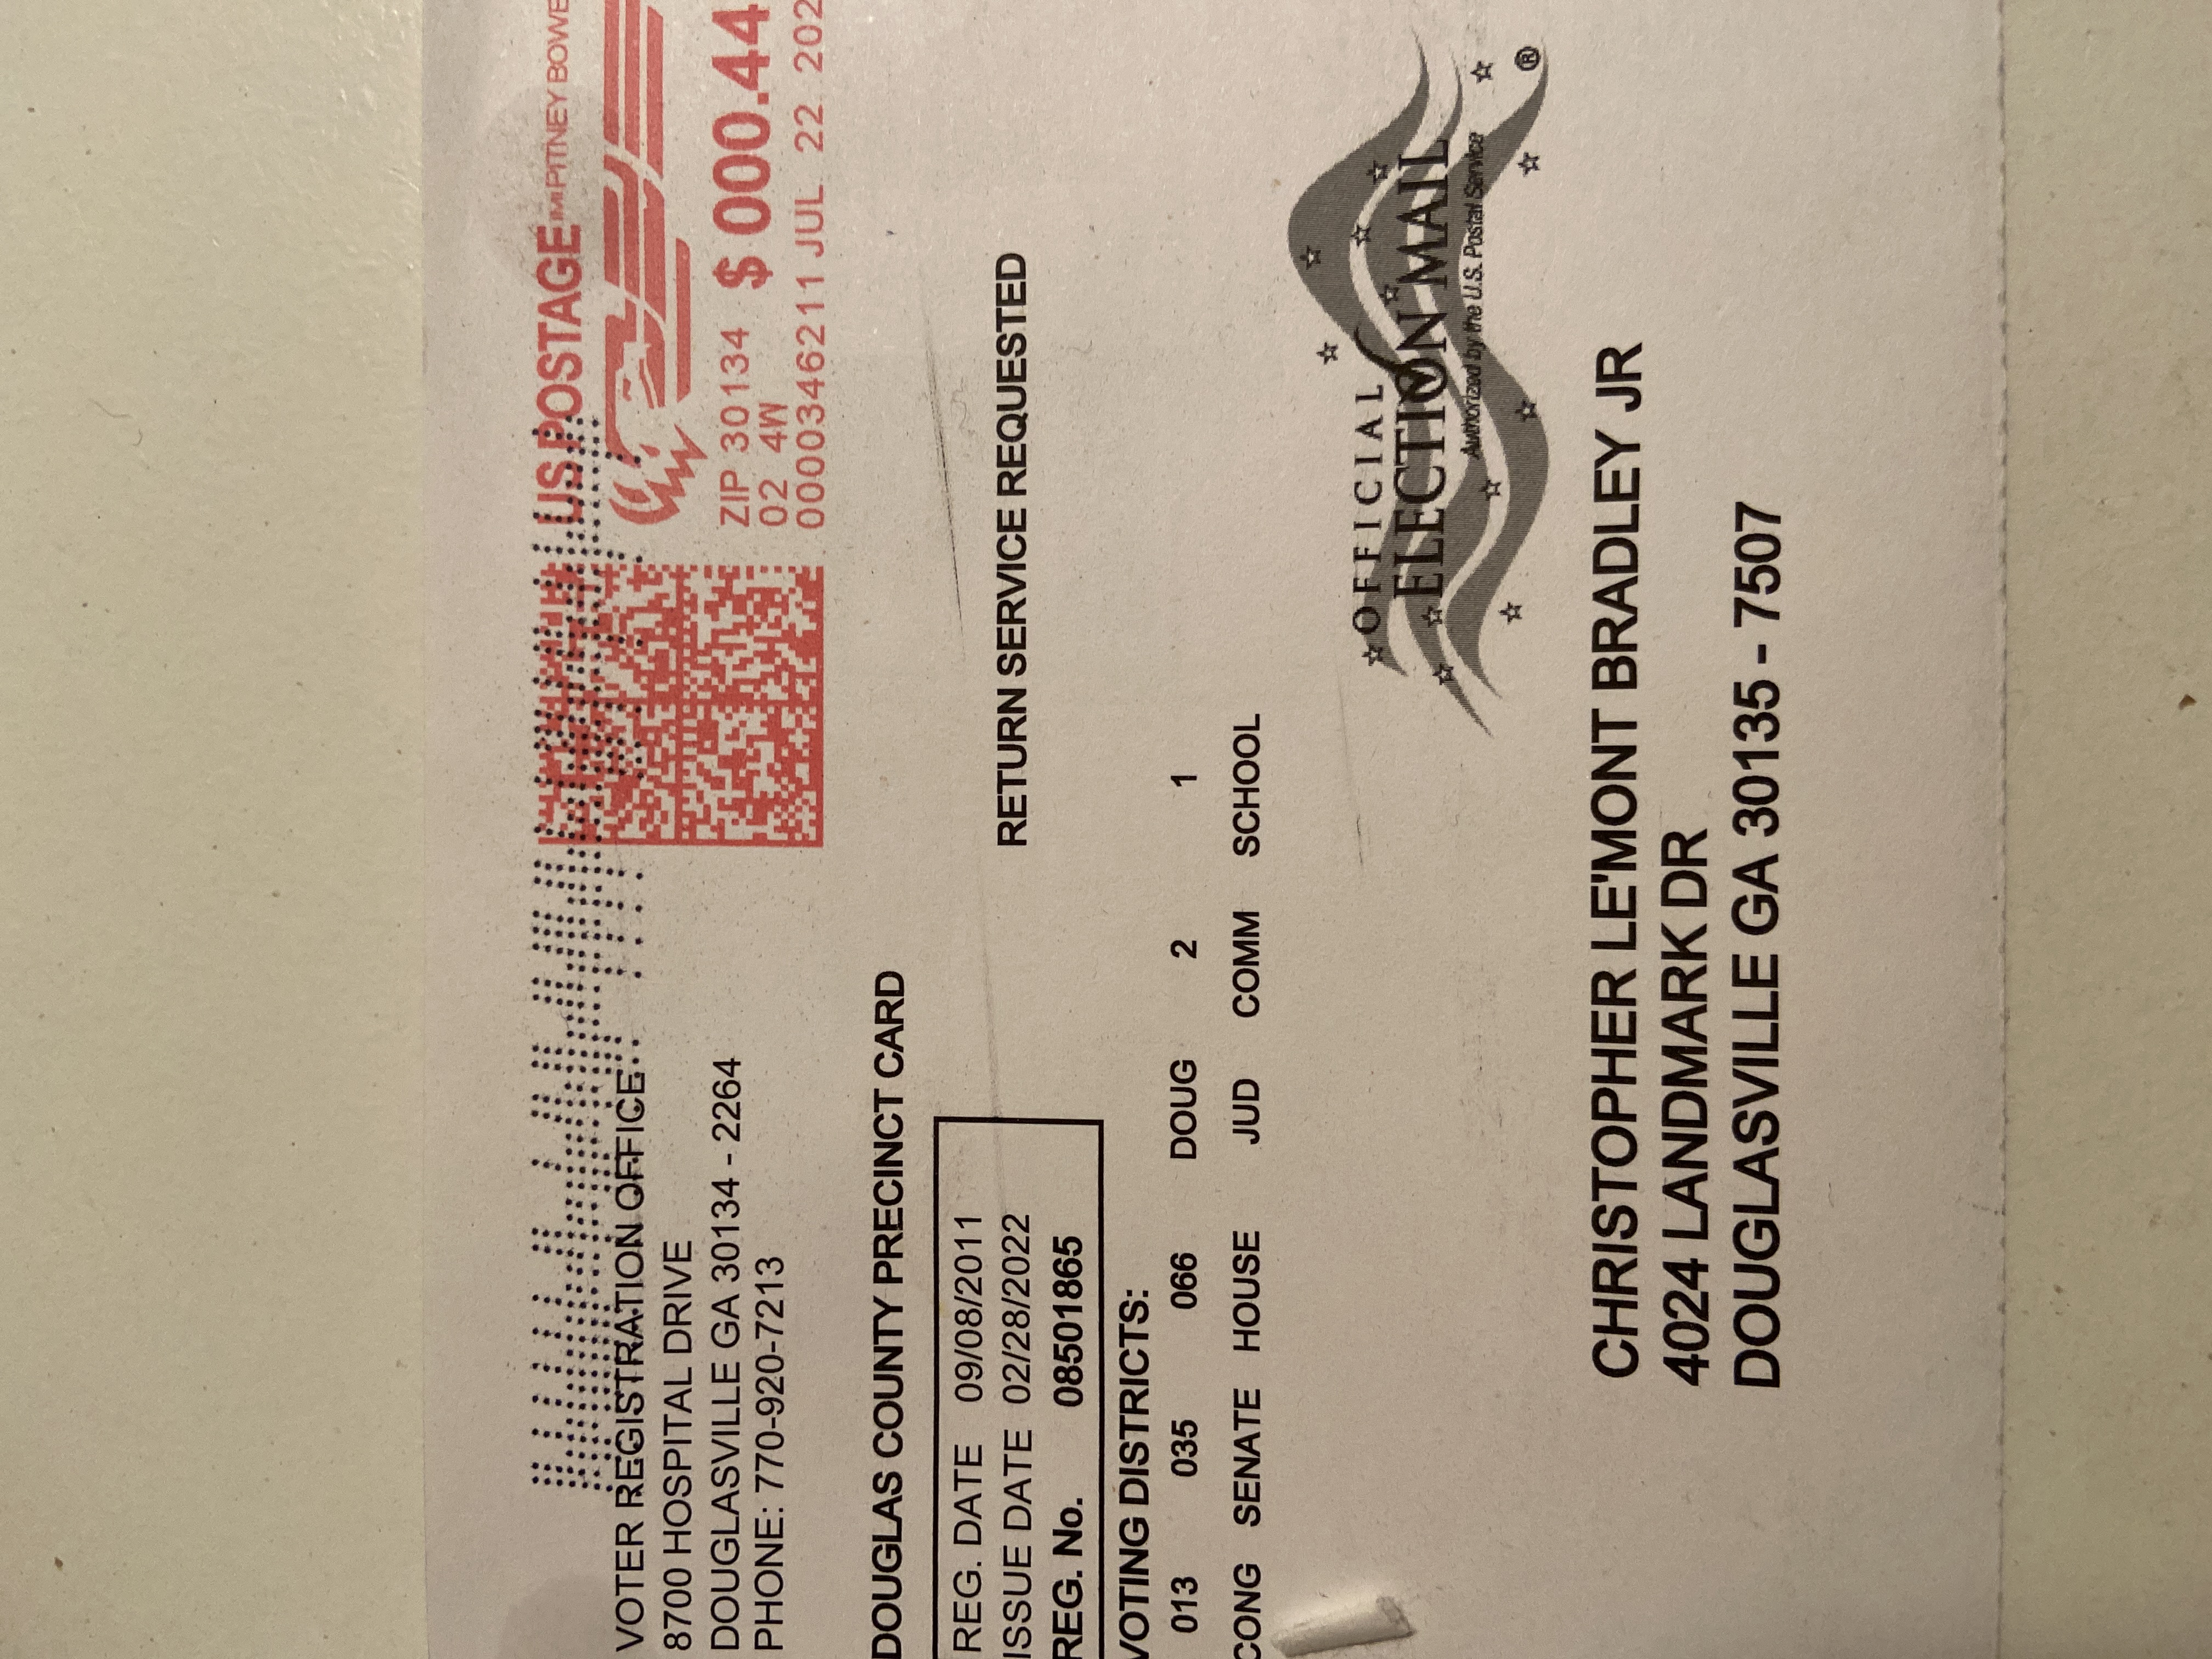 VOTER REGISTRATION OFFICE
8700 HOSPITAL DRIVE
DOUGLASVILLE GA 30134 - 2264
PHONE: 770-920-7213
US POSTAGE IMI PITNEY BOWE
ZIP 30134 $ 000.44
02 4W
0000346211 JUL 22 202
DOUGLAS COUNTY PRECINCT CARD
REG. DATE 09/08/2011
ISSUE DATE 02/28/2022
REG. No. 08501865
RETURN SERVICE REQUESTED
VOTING DISTRICTS:
013 035 066 DOUG 2 1
CONG SENATE HOUSE JUD COMM SCHOOL
OFFICIAL
ELECTION MAIL ®
Authorized by the U.S. Postal Service
CHRISTOPHER LE'MONT BRADLEY JR
4024 LANDMARK DR
DOUGLASVILLE GA 30135 - 7507